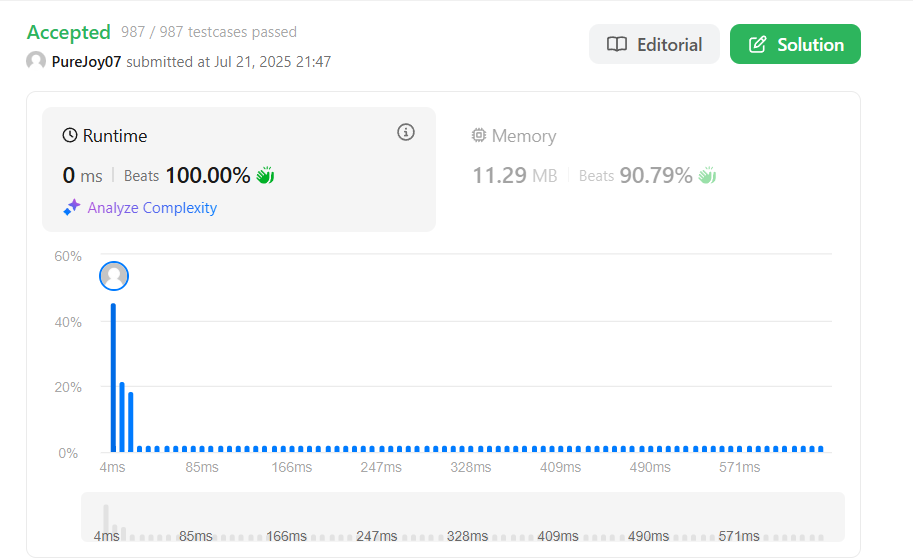 Accepted 987 / 987 testcases passed
Editorial
Solution
PureJoy07 submitted at Jul 21, 2025 21:47
Runtime
Memory
0 ms | Beats 100.00%
11.29 MB | Beats 90.79%
Analyze Complexity
60%
40%
20%
0%
4ms 85ms 166ms 247ms 328ms 409ms 490ms 571ms
4ms 85ms 166ms 247ms 328ms 409ms 490ms 571ms